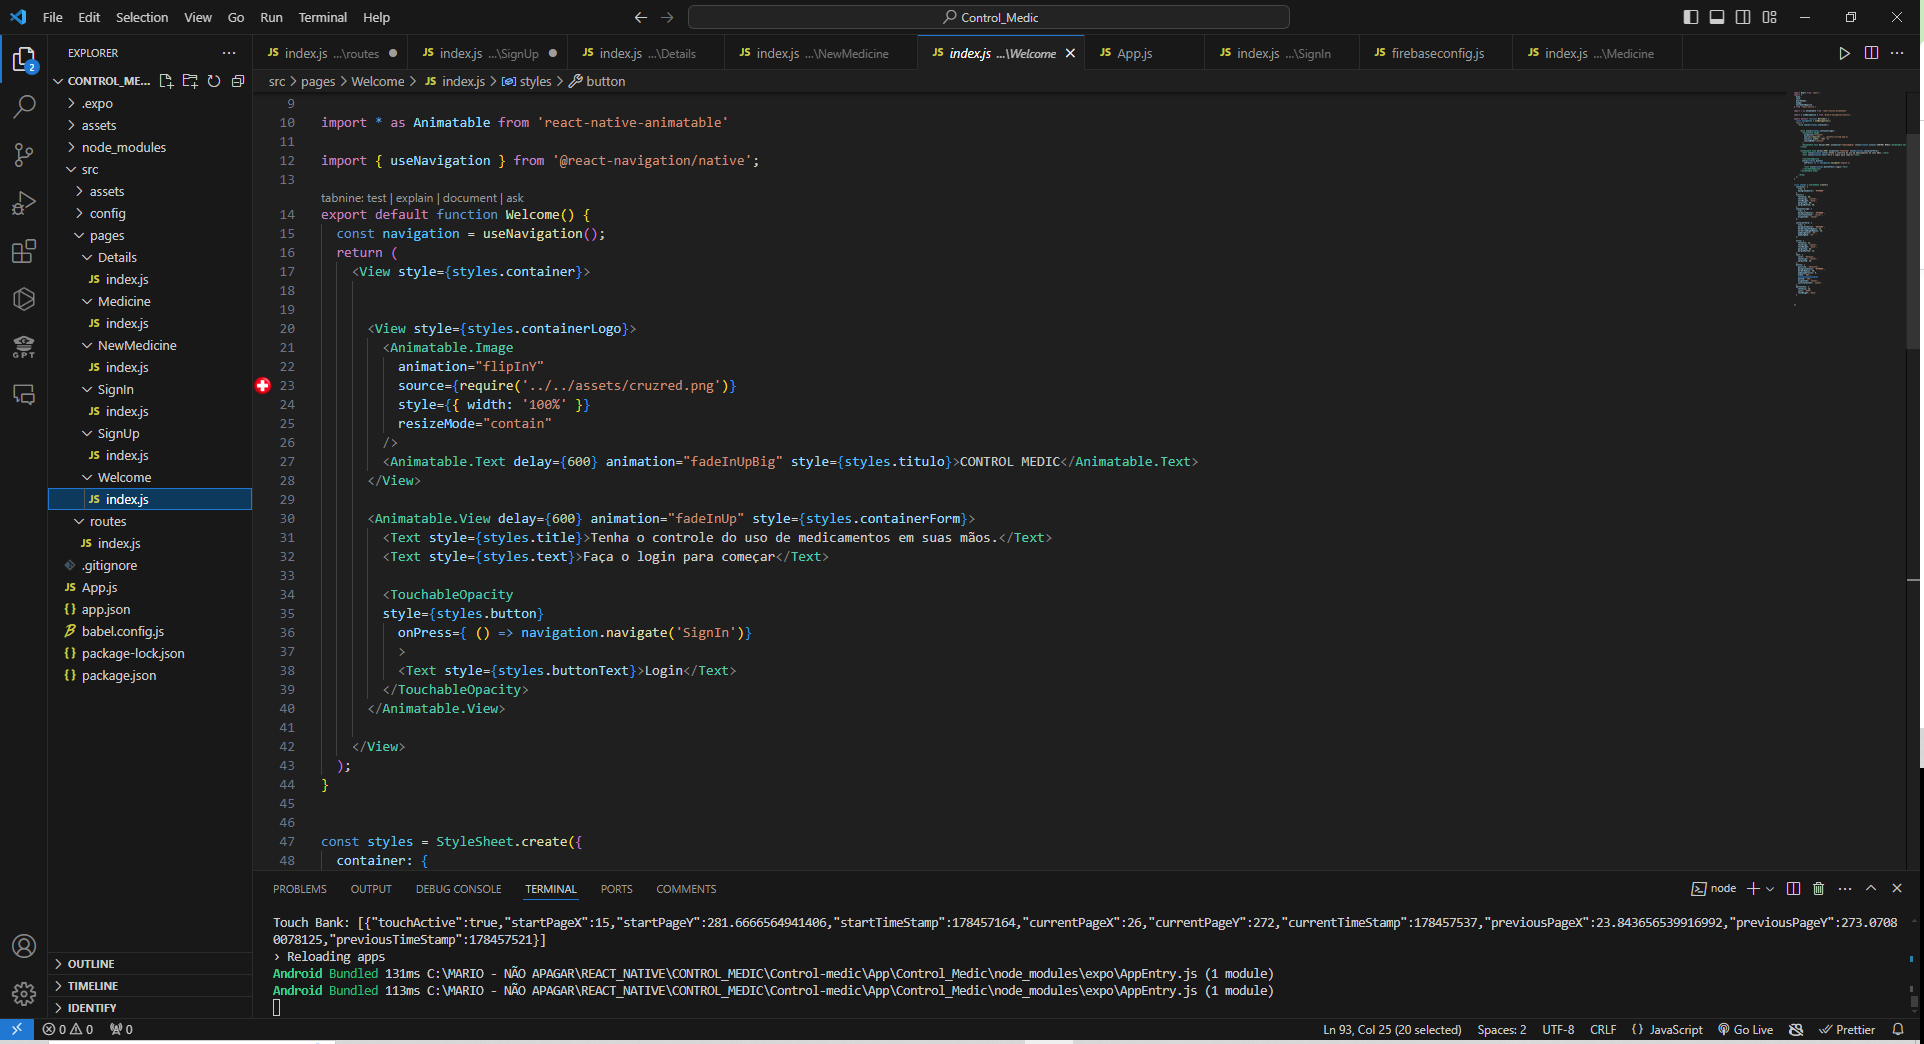 File Edit Selection View Go Run Terminal Help
Control_Medic
EXPLORER
index.js ...\routes
index.js ...\SignUp
index.js ...\Details
index.js ...\NewMedicine
index.js ...\Welcome
App.js
index.js ...\SignIn
firebaseconfig.js
index.js ...\Medicine
src > pages > Welcome > JS index.js > styles > button
2
CONTROL_ME...
.expo
assets
node_modules
src
assets
config
pages
Details
JS index.js
Medicine
JS index.js
NewMedicine
JS index.js
SignIn
JS index.js
SignUp
JS index.js
Welcome
JS index.js
routes
JS index.js
.gitignore
JS App.js
{} app.json
babel.config.js
{} package-lock.json
{} package.json
OUTLINE
TIMELINE
IDENTIFY
GPT
9
10 import * as Animatable from 'react-native-animatable'
11
12 import { useNavigation } from '@react-navigation/native';
13
tabnine: test | explain | document | ask
14 export default function Welcome() {
15 const navigation = useNavigation();
16 return (
17 <View style={styles.container}>
18
19
20 <View style={styles.containerLogo}>
21 <Animatable.Image
22 animation="flipInY"
23 source={require('../../assets/cruzred.png')}
24 style={{ width: '100%' }}
25 resizeMode="contain"
26 />
27 <Animatable.Text delay={600} animation="fadeInUpBig" style={styles.titulo}>CONTROL MEDIC</Animatable.Text>
28 </View>
29
30 <Animatable.View delay={600} animation="fadeInUp" style={styles.containerForm}>
31 <Text style={styles.title}>Tenha o controle do uso de medicamentos em suas mãos.</Text>
32 <Text style={styles.text}>Faça o login para começar</Text>
33
34 <TouchableOpacity
35 style={styles.button}
36 onPress={ () => navigation.navigate('SignIn')}
37 >
38 <Text style={styles.buttonText}>Login</Text>
39 </TouchableOpacity>
40 </Animatable.View>
41
42 </View>
43 );
44 }
45
46
47 const styles = StyleSheet.create({
48 container: {
PROBLEMS OUTPUT DEBUG CONSOLE TERMINAL PORTS COMMENTS
node
Touch Bank: [{"touchActive":true,"startPageX":15,"startPageY":281.6666564941406,"startTimeStamp":178457164,"currentPageX":26,"currentPageY":272,"currentTimeStamp":178457537,"previousPageX":23.843656539916992,"previousPageY":273.0708
0078125,"previousTimeStamp":178457521}]
› Reloading apps
Android Bundled 131ms C:\MARIO - NÃO APAGAR\REACT_NATIVE\CONTROL_MEDIC\Control-medic\App\Control_Medic\node_modules\expo\AppEntry.js (1 module)
Android Bundled 113ms C:\MARIO - NÃO APAGAR\REACT_NATIVE\CONTROL_MEDIC\Control-medic\App\Control_Medic\node_modules\expo\AppEntry.js (1 module)
0 0 0 Ln 93, Col 25 (20 selected) Spaces: 2 UTF-8 CRLF {} JavaScript Go Live Prettier